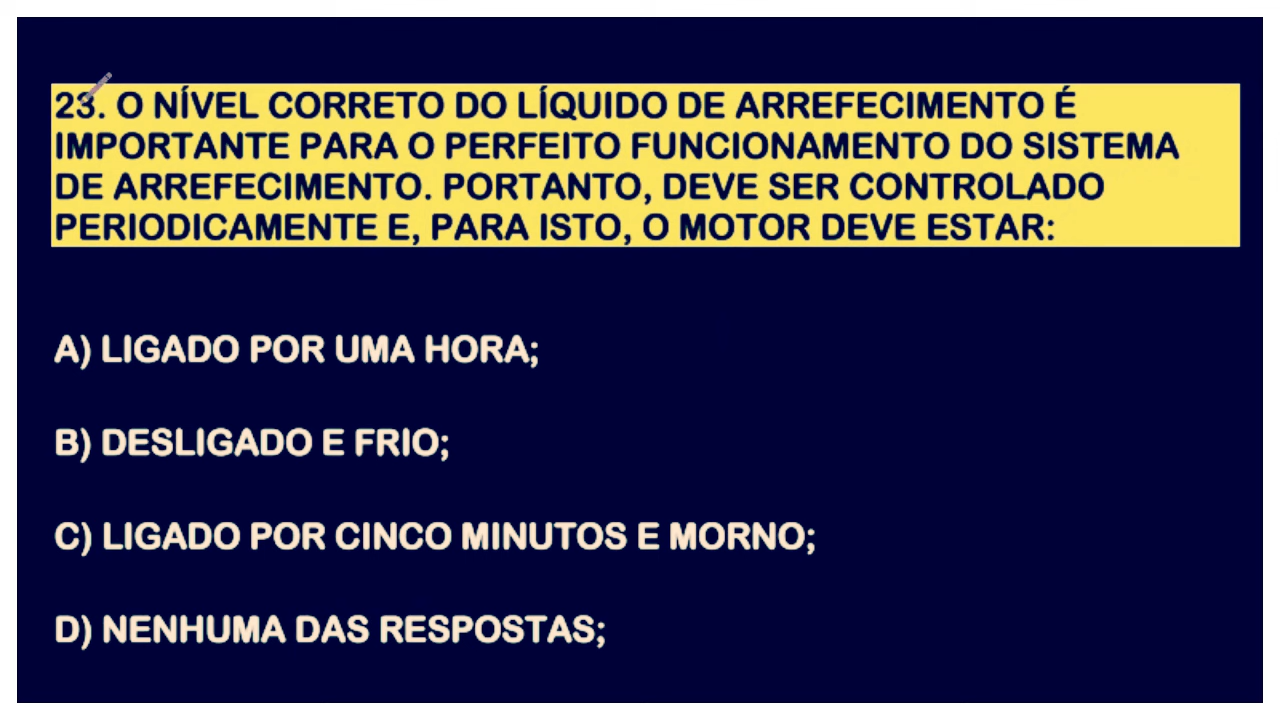 23. O NÍVEL CORRETO DO LÍQUIDO DE ARREFECIMENTO É
IMPORTANTE PARA O PERFEITO FUNCIONAMENTO DO SISTEMA
DE ARREFECIMENTO. PORTANTO, DEVE SER CONTROLADO
PERIODICAMENTE E, PARA ISTO, O MOTOR DEVE ESTAR:
A) LIGADO POR UMA HORA;
B) DESLIGADO E FRIO;
C) LIGADO POR CINCO MINUTOS E MORNO;
D) NENHUMA DAS RESPOSTAS;